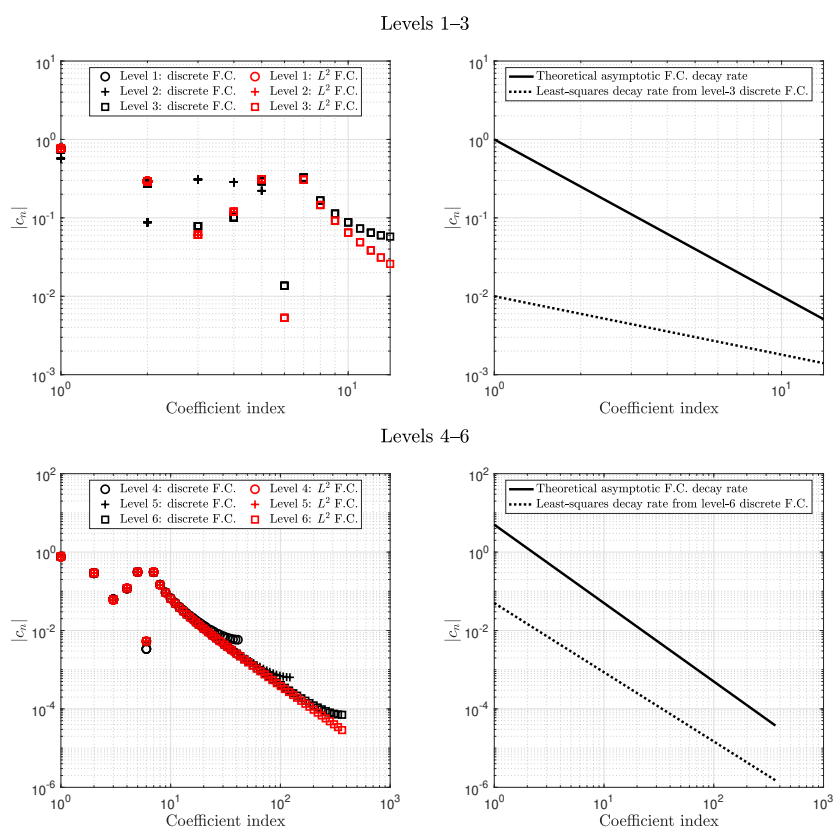 Levels 1–3
10^1
10^0
10^-1
10^-2
10^-3
|c_n|
10^0
10^1
Coefficient index
Level 1: discrete F.C.
Level 2: discrete F.C.
Level 3: discrete F.C.
Level 1: L^2 F.C.
Level 2: L^2 F.C.
Level 3: L^2 F.C.
10^1
10^0
10^-1
10^-2
10^-3
|c_n|
10^0
10^1
Coefficient index
Theoretical asymptotic F.C. decay rate
Least-squares decay rate from level-3 discrete F.C.
Levels 4–6
10^2
10^0
10^-2
10^-4
10^-6
|c_n|
10^0
10^1
10^2
10^3
Coefficient index
Level 4: discrete F.C.
Level 5: discrete F.C.
Level 6: discrete F.C.
Level 4: L^2 F.C.
Level 5: L^2 F.C.
Level 6: L^2 F.C.
10^2
10^0
10^-2
10^-4
10^-6
|c_n|
10^0
10^1
10^2
10^3
Coefficient index
Theoretical asymptotic F.C. decay rate
Least-squares decay rate from level-6 discrete F.C.